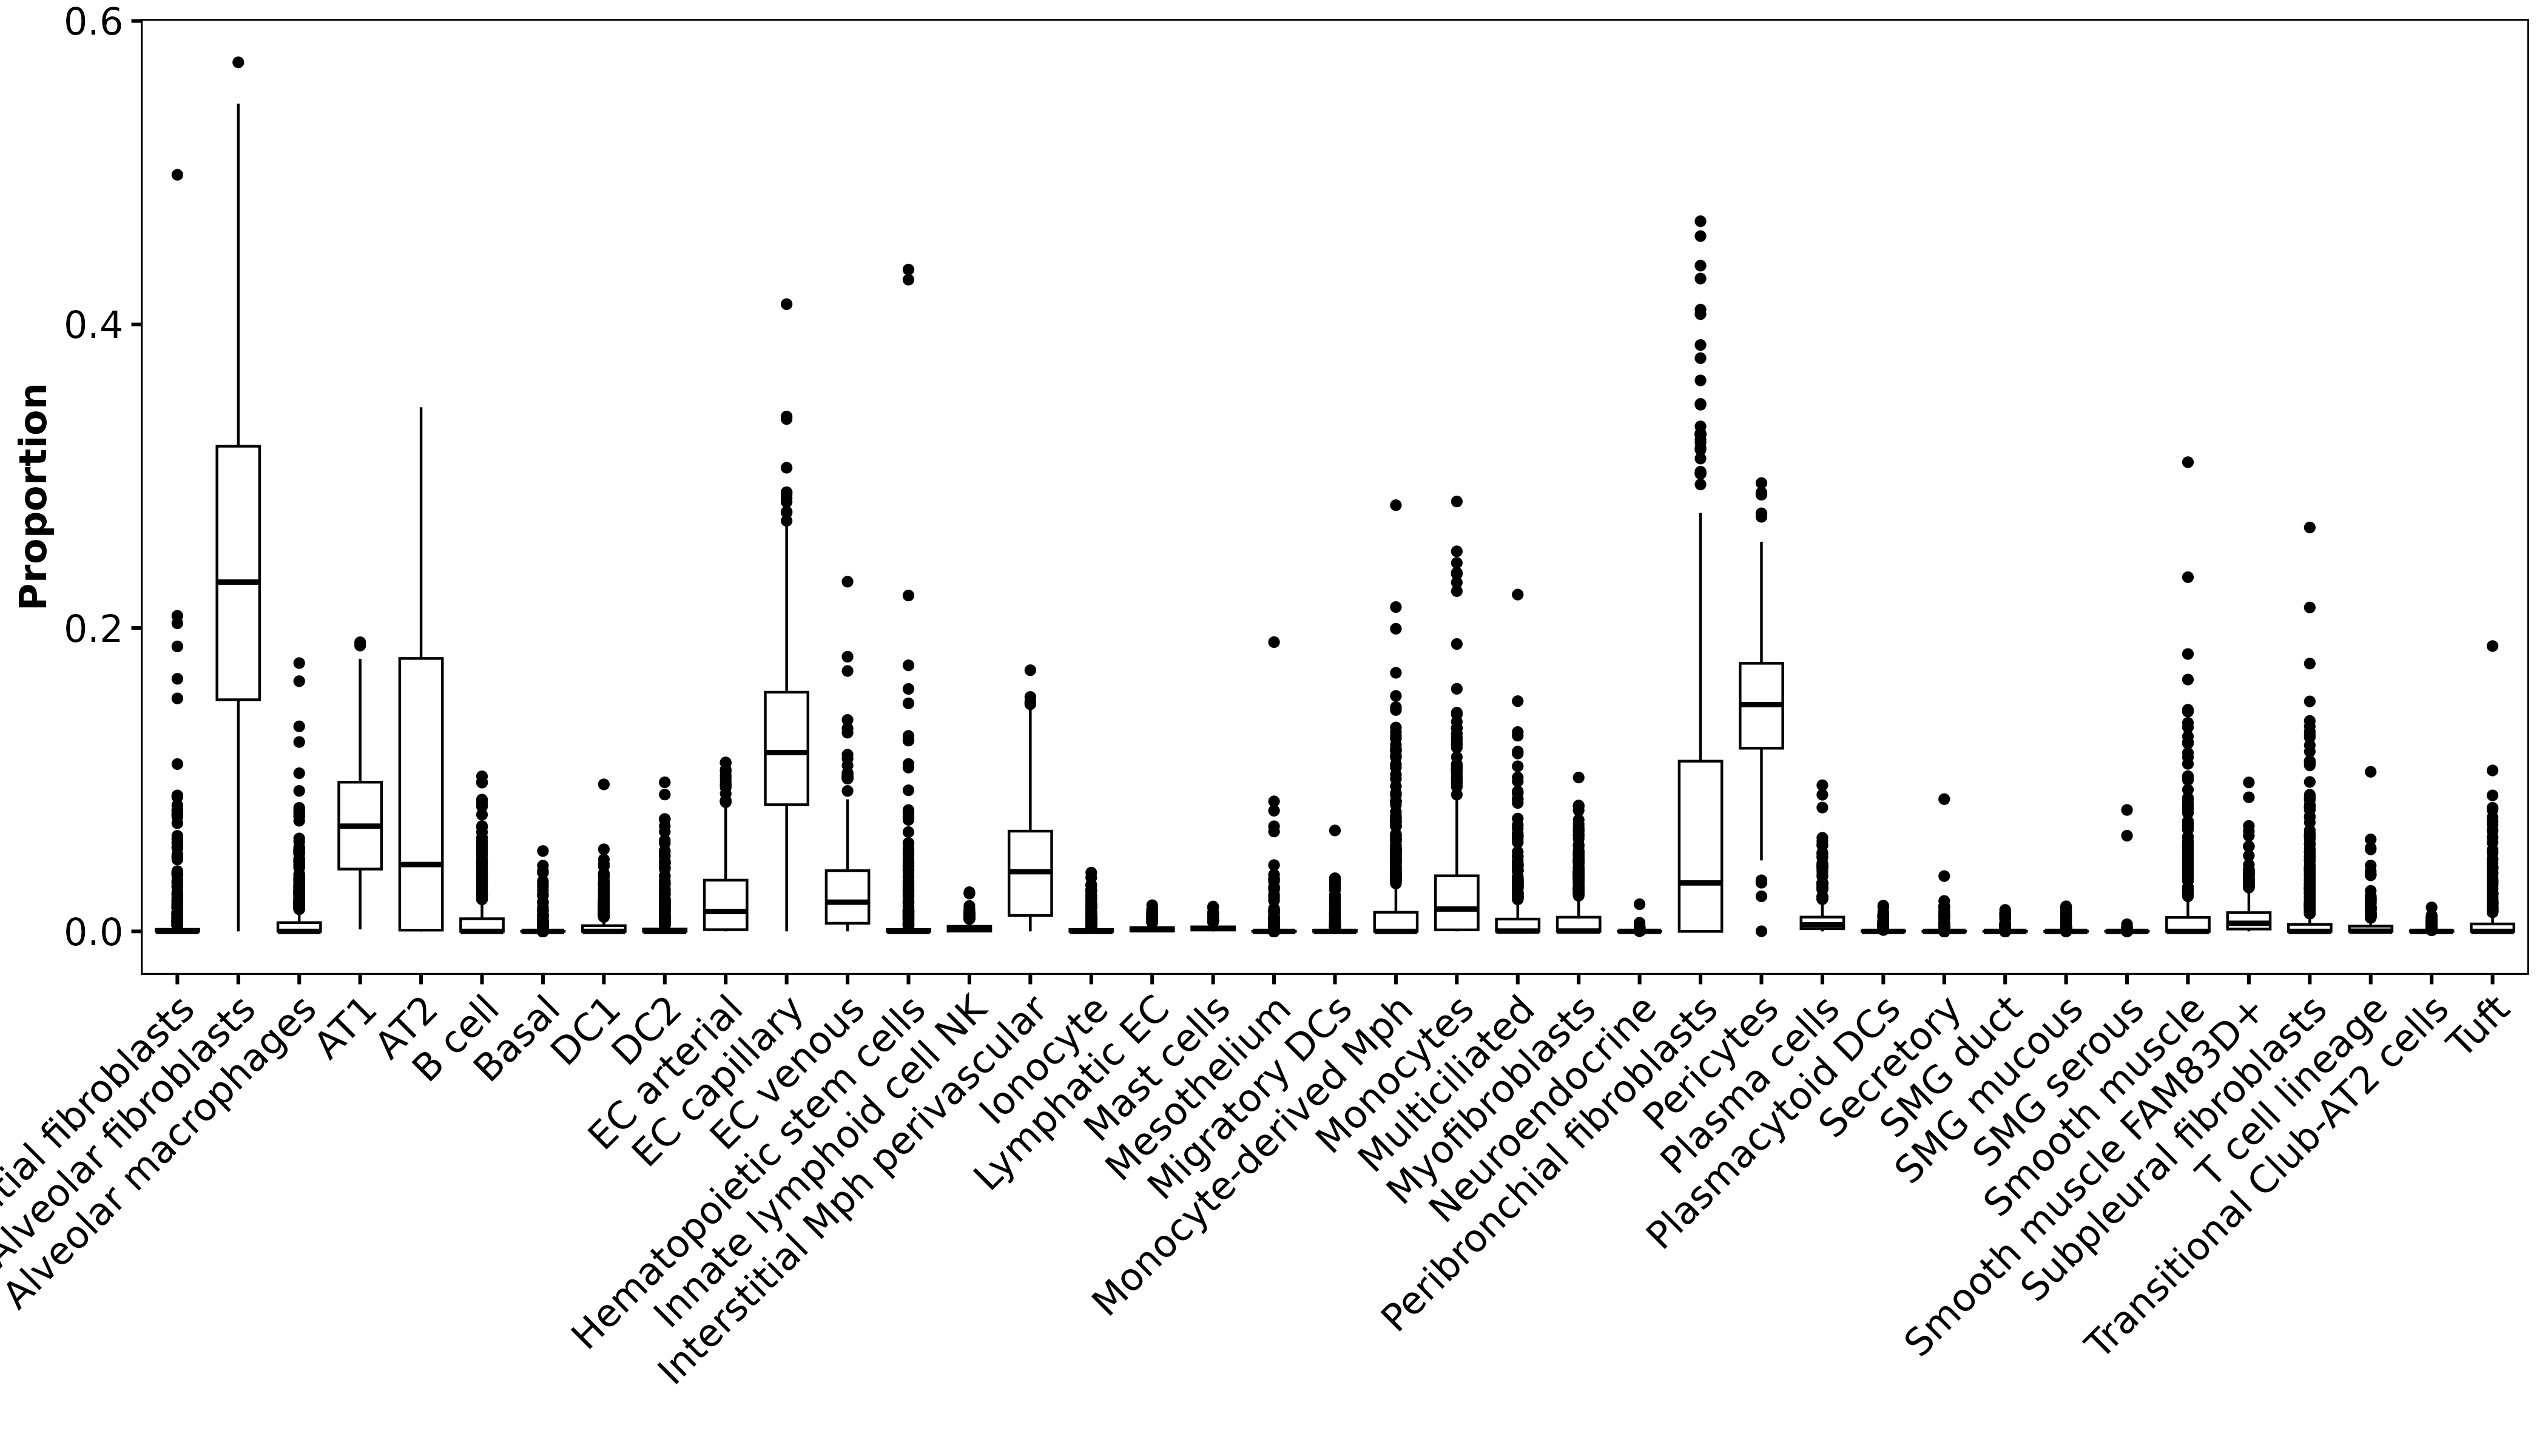 0.6
0.4
0.2
0.0
Proportion
fibroblasts
Alveolar fibroblasts
Alveolar macrophages
AT1
AT2
B cell
Basal
DC1
DC2
EC arterial
EC capillary
EC venous
Hematopoietic stem cells
Innate lymphoid cell NK
Interstitial Mph perivascular
Ionocyte
Lymphatic EC
Mast cells
Mesothelium
Migratory DCs
Monocyte-derived Mph
Monocytes
Multiciliated
Myofibroblasts
Neuroendocrine
Peribronchial fibroblasts
Pericytes
Plasma cells
Plasmacytoid DCs
Secretory
SMG duct
SMG mucous
SMG serous
Smooth muscle
Smooth muscle FAM83D+
Subpleural fibroblasts
T cell lineage
Transitional Club-AT2 cells
Tuft